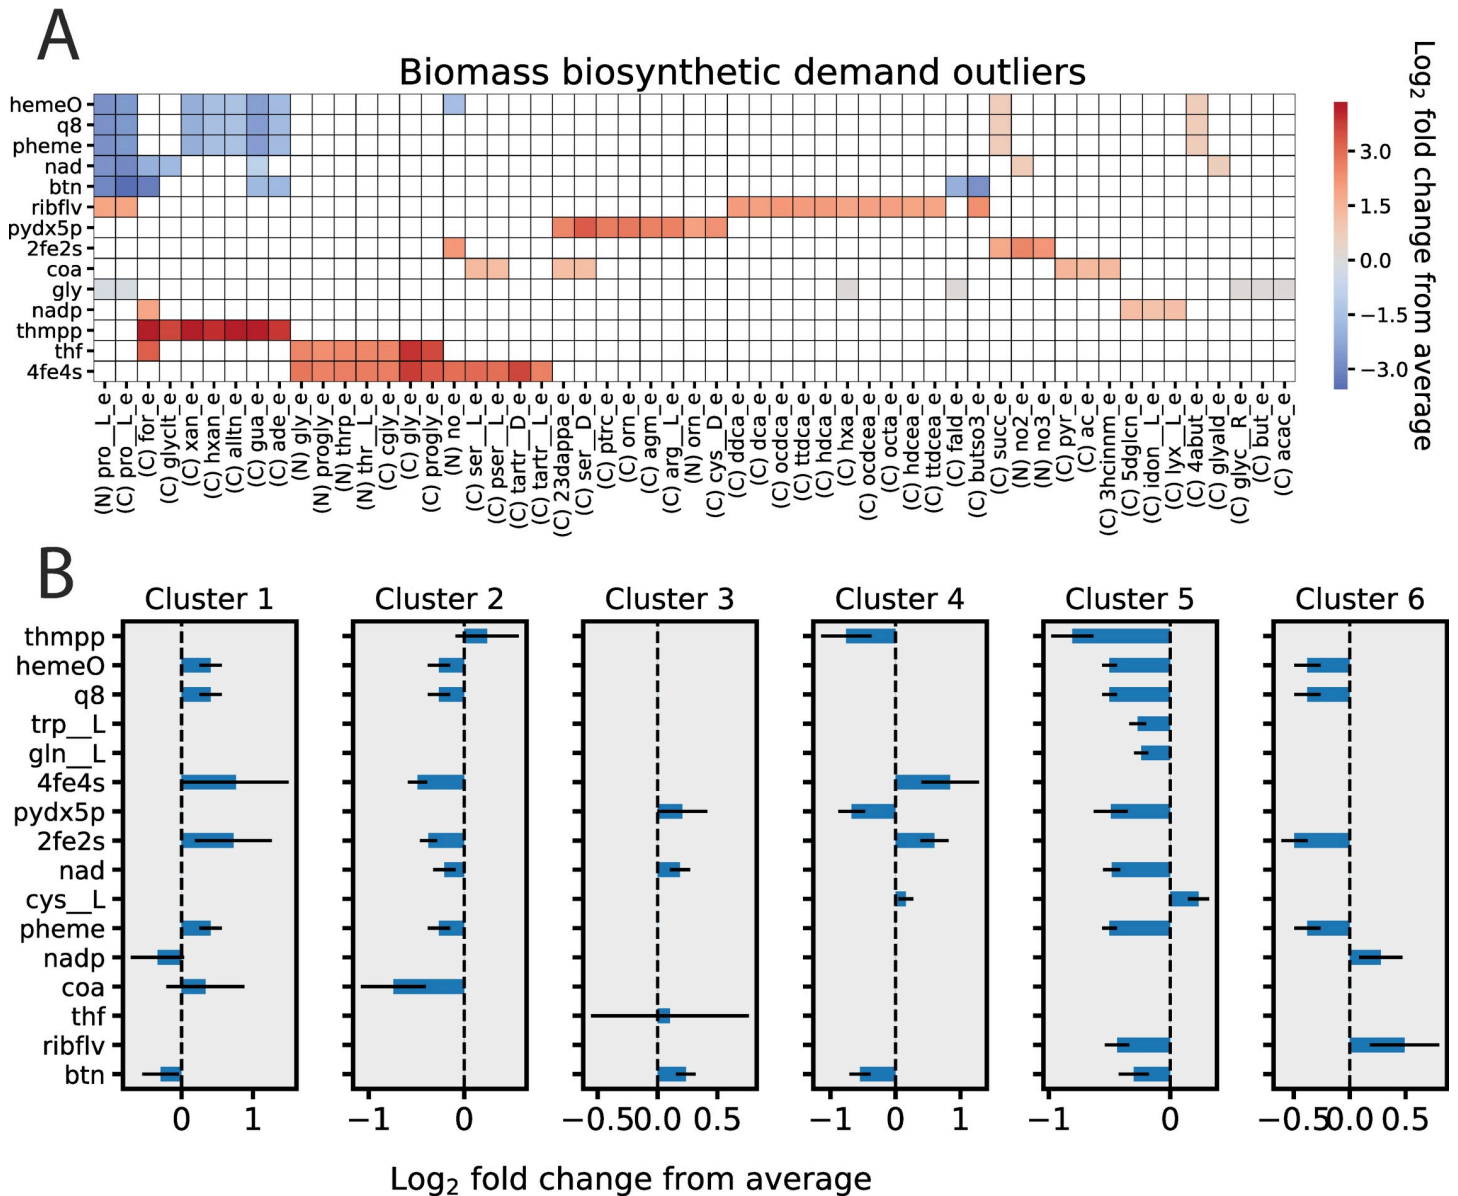 A
Biomass biosynthetic demand outliers
hemeO
q8
pheme
nad
btn
ribflv
pydx5p
2fe2s
coa
gly
nadp
thmpp
thf
4fe4s
(N) pro__L_e
(C) pro__L_e
(C) for_e
(C) glyclt_e
(C) xan_e
(C) hxan_e
(C) alltn_e
(C) gua_e
(C) ade_e
(N) gly_e
(N) progly_e
(N) thrp_e
(N) thr__L_e
(C) cgly_e
(C) gly_e
(C) progly_e
(N) no_e
(C) ser__L_e
(C) pser__L_e
(C) tartr__D_e
(C) tartr__L_e
(C) 23dappa_e
(C) ser__D_e
(C) ptrc_e
(C) orn_e
(C) agm_e
(C) arg__L_e
(N) orn_e
(C) cys__D_e
(C) ddca_e
(C) dca_e
(C) ocdca_e
(C) ttdca_e
(C) hdca_e
(C) hxa_e
(C) ocdcea_e
(C) octa_e
(C) hdcea_e
(C) ttdcea_e
(C) fald_e
(C) butso3_e
(C) succ_e
(N) no2_e
(N) no3_e
(C) pyr_e
(C) ac_e
(C) 3hcinnm_e
(C) 5dglcn_e
(C) idon__L_e
(C) lyx__L_e
(C) 4abut_e
(C) glyald_e
(C) glyc__R_e
(C) but_e
(C) acac_e
3.0
1.5
0.0
−1.5
−3.0
Log2 fold change from average
B
Cluster 1 Cluster 2 Cluster 3 Cluster 4 Cluster 5 Cluster 6
thmpp
hemeO
q8
trp__L
gln__L
4fe4s
pydx5p
2fe2s
nad
cys__L
pheme
nadp
coa
thf
ribflv
btn
0 1 −1 0 −0.5 0.0 0.5 −1 0 1 −1 0 −0.5 0.0 0.5
Log2 fold change from average